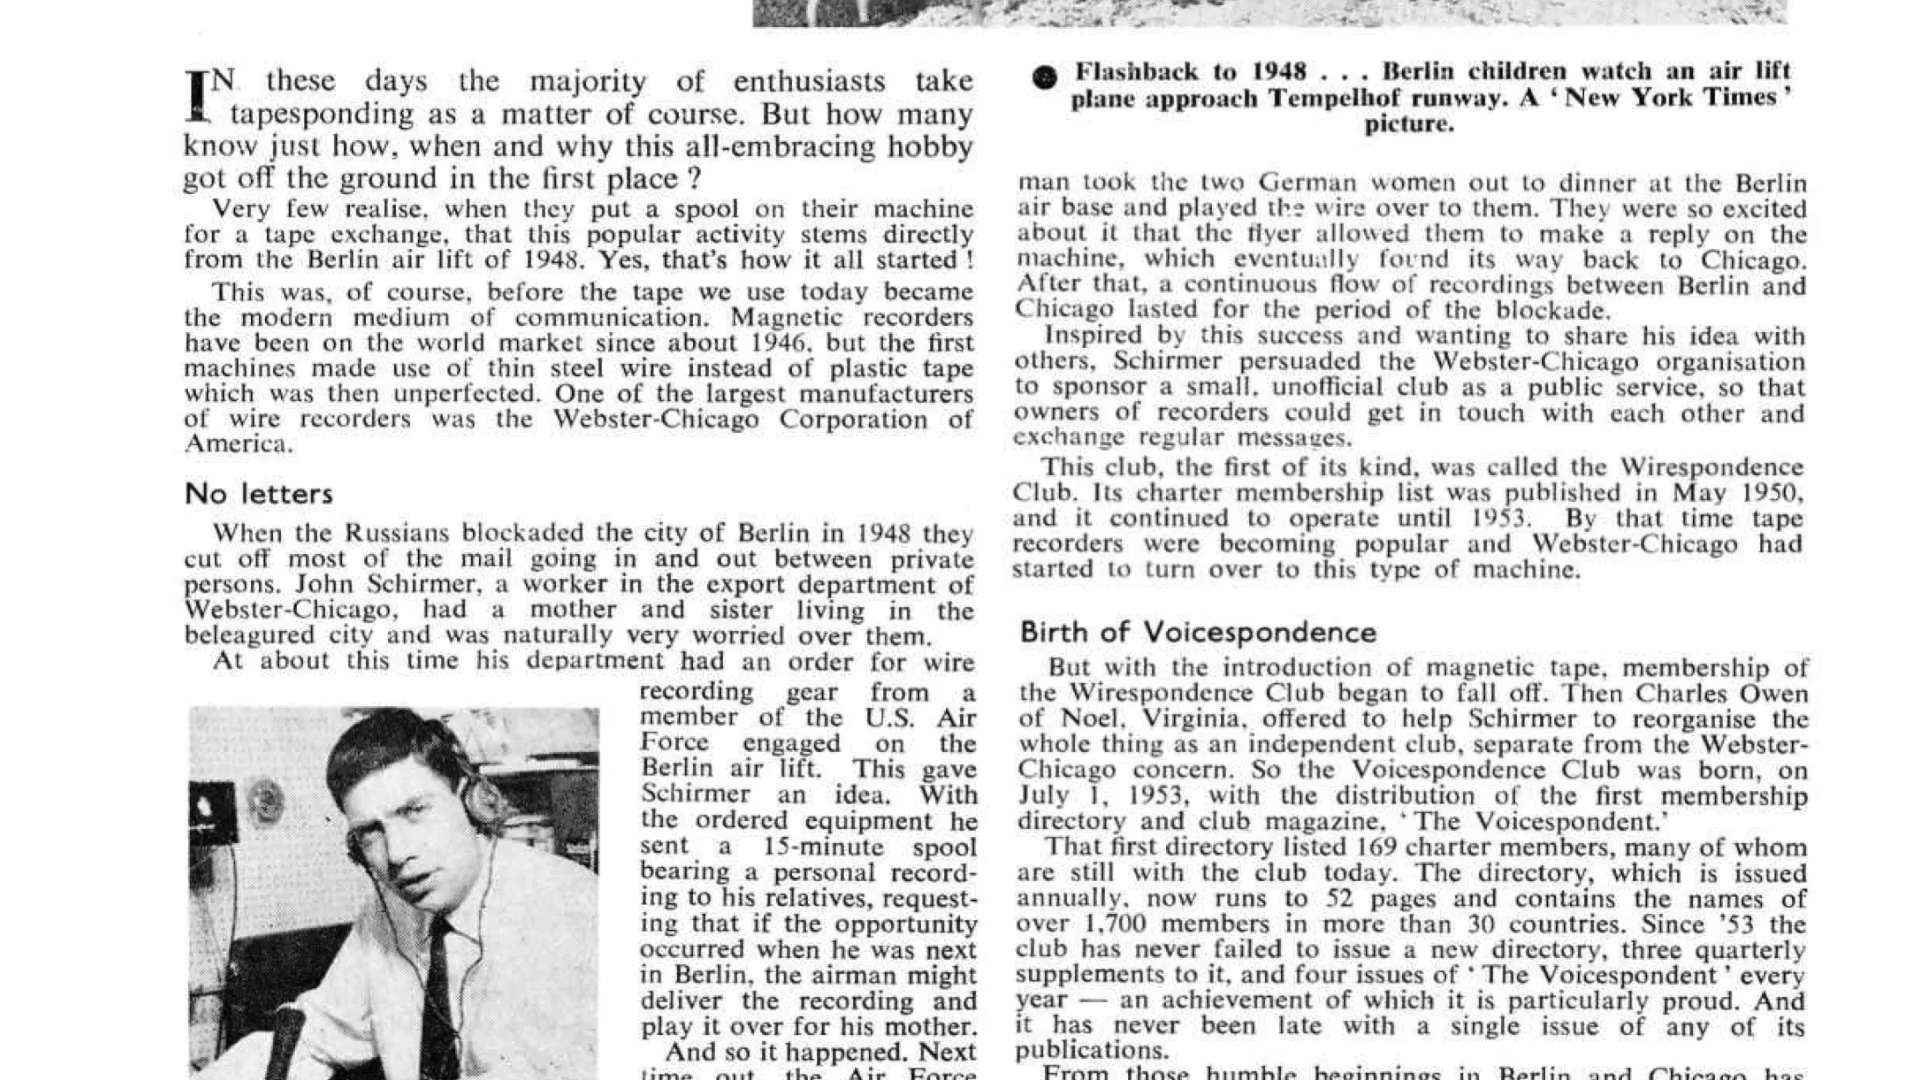 IN these days the majority of enthusiasts take
tapesponding as a matter of course. But how many
know just how, when and why this all-embracing hobby
got off the ground in the first place ?
Very few realise, when they put a spool on their machine
for a tape exchange, that this popular activity stems directly
from the Berlin air lift of 1948. Yes, that's how it all started !
This was, of course, before the tape we use today became
the modern medium of communication. Magnetic recorders
have been on the world market since about 1946, but the first
machines made use of thin steel wire instead of plastic tape
which was then unperfected. One of the largest manufacturers
of wire recorders was the Webster-Chicago Corporation of
America.
No letters
When the Russians blockaded the city of Berlin in 1948 they
cut off most of the mail going in and out between private
persons. John Schirmer, a worker in the export department of
Webster-Chicago, had a mother and sister living in the
beleagured city and was naturally very worried over them.
At about this time his department had an order for wire
recording gear from a
member of the U.S. Air
Force engaged on the
Berlin air lift. This gave
Schirmer an idea. With
the ordered equipment he
sent a 15-minute spool
bearing a personal record-
ing to his relatives, request-
ing that if the opportunity
occurred when he was next
in Berlin, the airman might
deliver the recording and
play it over for his mother.
And so it happened. Next
time out, the Air Force
● Flashback to 1948 . . . Berlin children watch an air lift
plane approach Tempelhof runway. A ‘ New York Times ’
picture.
man took the two German women out to dinner at the Berlin
air base and played the wire over to them. They were so excited
about it that the flyer allowed them to make a reply on the
machine, which eventually found its way back to Chicago.
After that, a continuous flow of recordings between Berlin and
Chicago lasted for the period of the blockade.
Inspired by this success and wanting to share his idea with
others, Schirmer persuaded the Webster-Chicago organisation
to sponsor a small, unofficial club as a public service, so that
owners of recorders could get in touch with each other and
exchange regular messages.
This club, the first of its kind, was called the Wirespondence
Club. Its charter membership list was published in May 1950,
and it continued to operate until 1953. By that time tape
recorders were becoming popular and Webster-Chicago had
started to turn over to this type of machine.
Birth of Voicespondence
But with the introduction of magnetic tape, membership of
the Wirespondence Club began to fall off. Then Charles Owen
of Noel, Virginia, offered to help Schirmer to reorganise the
whole thing as an independent club, separate from the Webster-
Chicago concern. So the Voicespondence Club was born, on
July 1, 1953, with the distribution of the first membership
directory and club magazine, ‘ The Voicespondent.’
That first directory listed 169 charter members, many of whom
are still with the club today. The directory, which is issued
annually, now runs to 52 pages and contains the names of
over 1,700 members in more than 30 countries. Since ’53 the
club has never failed to issue a new directory, three quarterly
supplements to it, and four issues of ‘ The Voicespondent ’ every
year — an achievement of which it is particularly proud. And
it has never been late with a single issue of any of its
publications.
From those humble beginnings in Berlin and Chicago has